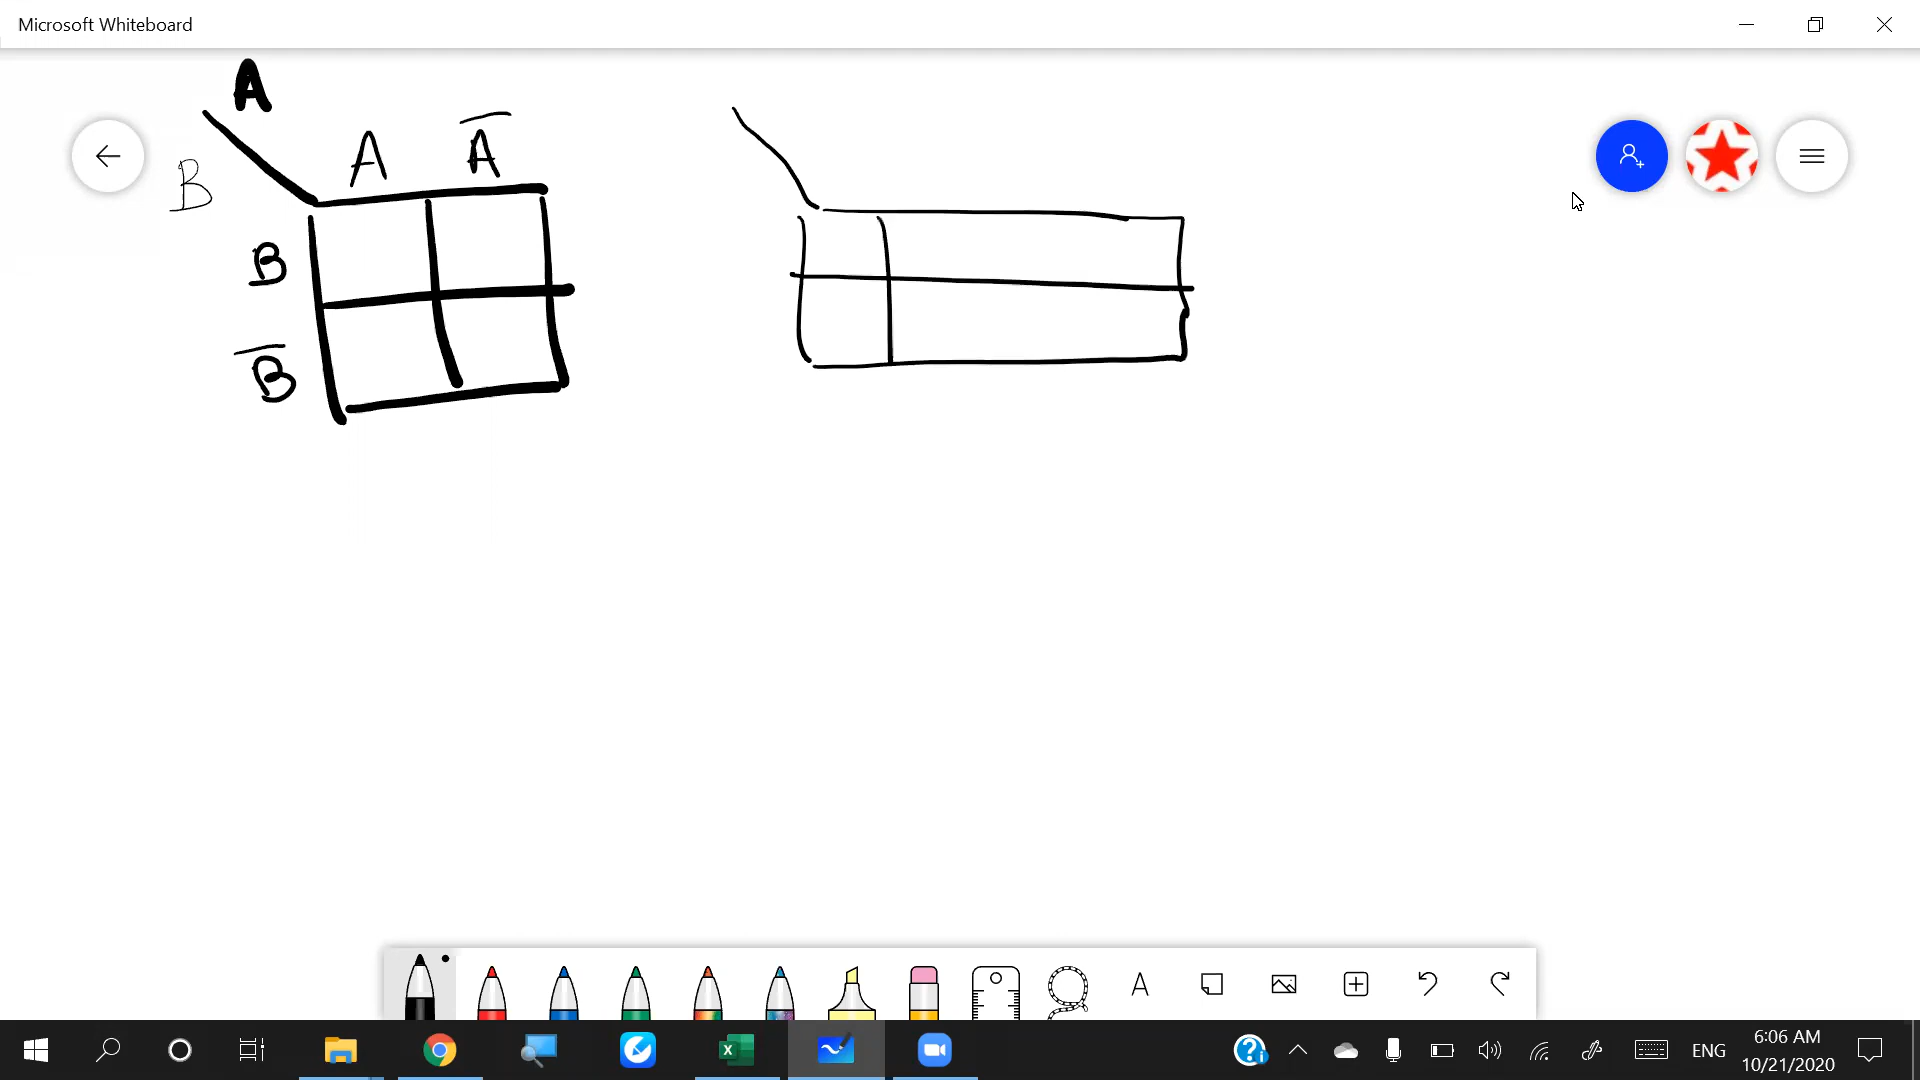 Microsoft Whiteboard
A
A A̅
B
B
B̅
A
ENG
6:06 AM
10/21/2020